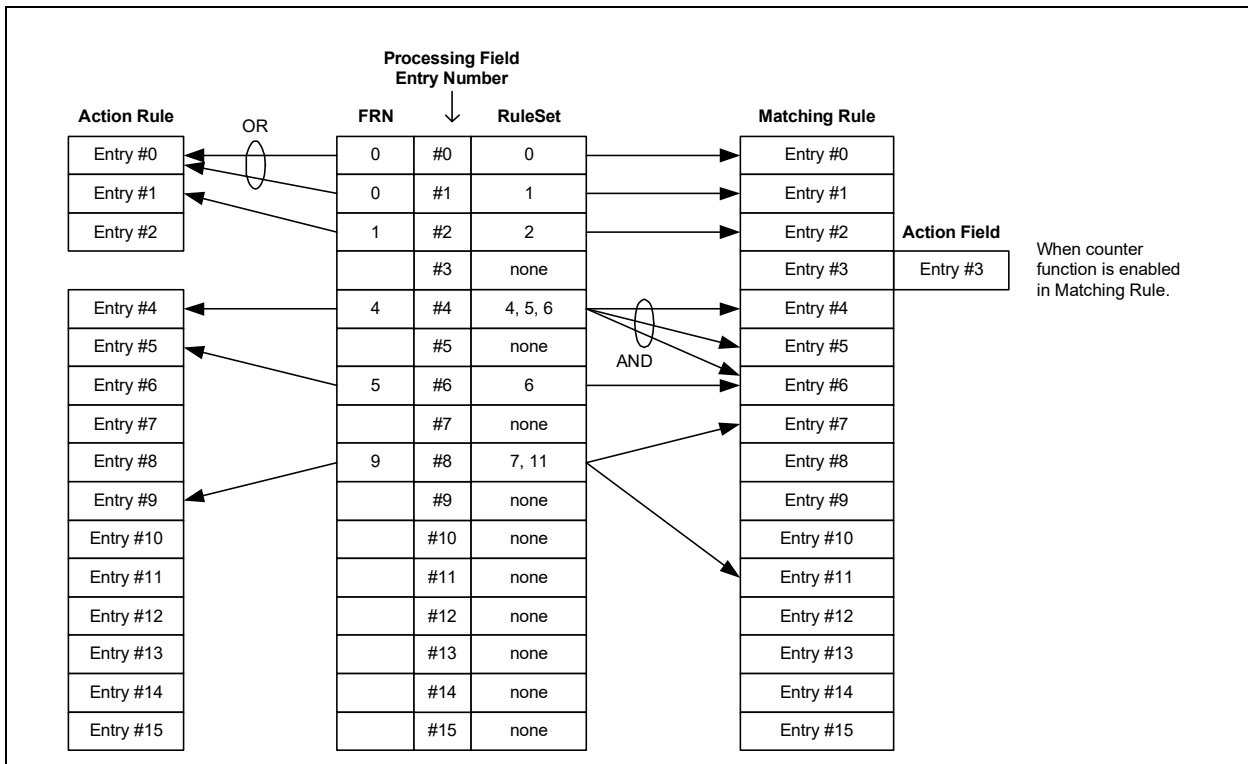 Processing Field
Entry Number
Action Rule
OR
FRN
RuleSet
Matching Rule
Entry #0
0
#0
0
Entry #0
Entry #1
0
#1
1
Entry #1
Entry #2
1
#2
2
Entry #2
Action Field
#3
none
Entry #3
Entry #3
When counter
function is enabled
in Matching Rule.
Entry #4
4
#4
4, 5, 6
Entry #4
Entry #5
#5
none
AND
Entry #5
Entry #6
5
#6
6
Entry #6
Entry #7
#7
none
Entry #7
Entry #8
9
#8
7, 11
Entry #8
Entry #9
#9
none
Entry #9
Entry #10
#10
none
Entry #10
Entry #11
#11
none
Entry #11
Entry #12
#12
none
Entry #12
Entry #13
#13
none
Entry #13
Entry #14
#14
none
Entry #14
Entry #15
#15
none
Entry #15